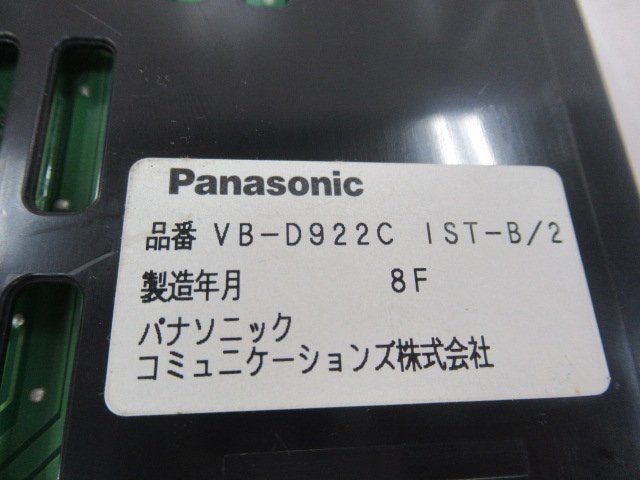 Panasonic
品番 VB-D922C IST-B/2
製造年月 8F
パナソニック
コミュニケーションズ株式会社